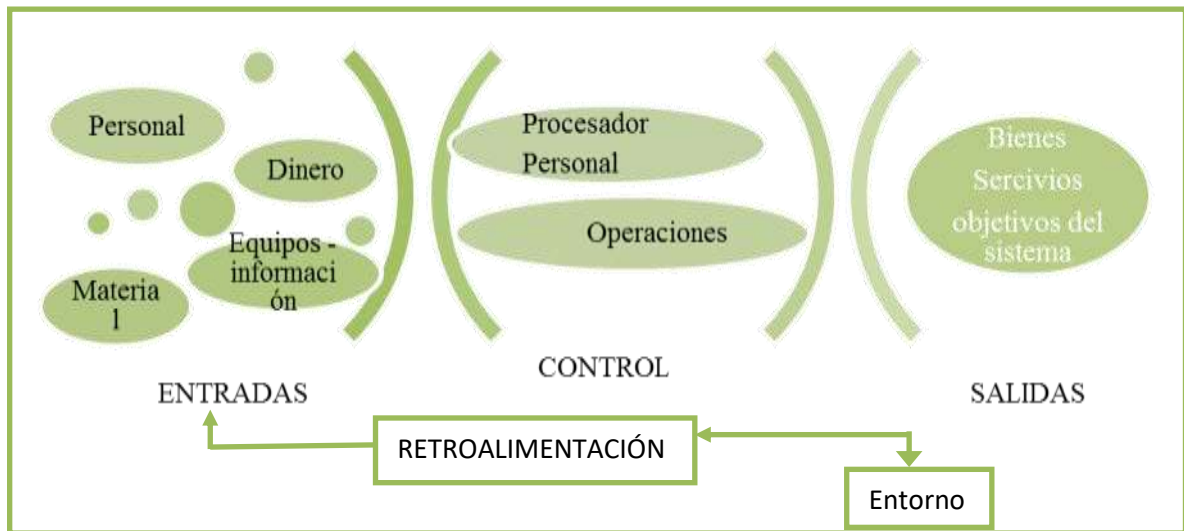 Personal
Dinero
Equipos -
informaci
ón
Materia
l
ENTRADAS
Procesador
Personal
Operaciones
CONTROL
Bienes
Sercivios
objetivos del
sistema
SALIDAS
RETROALIMENTACIÓN
Entorno